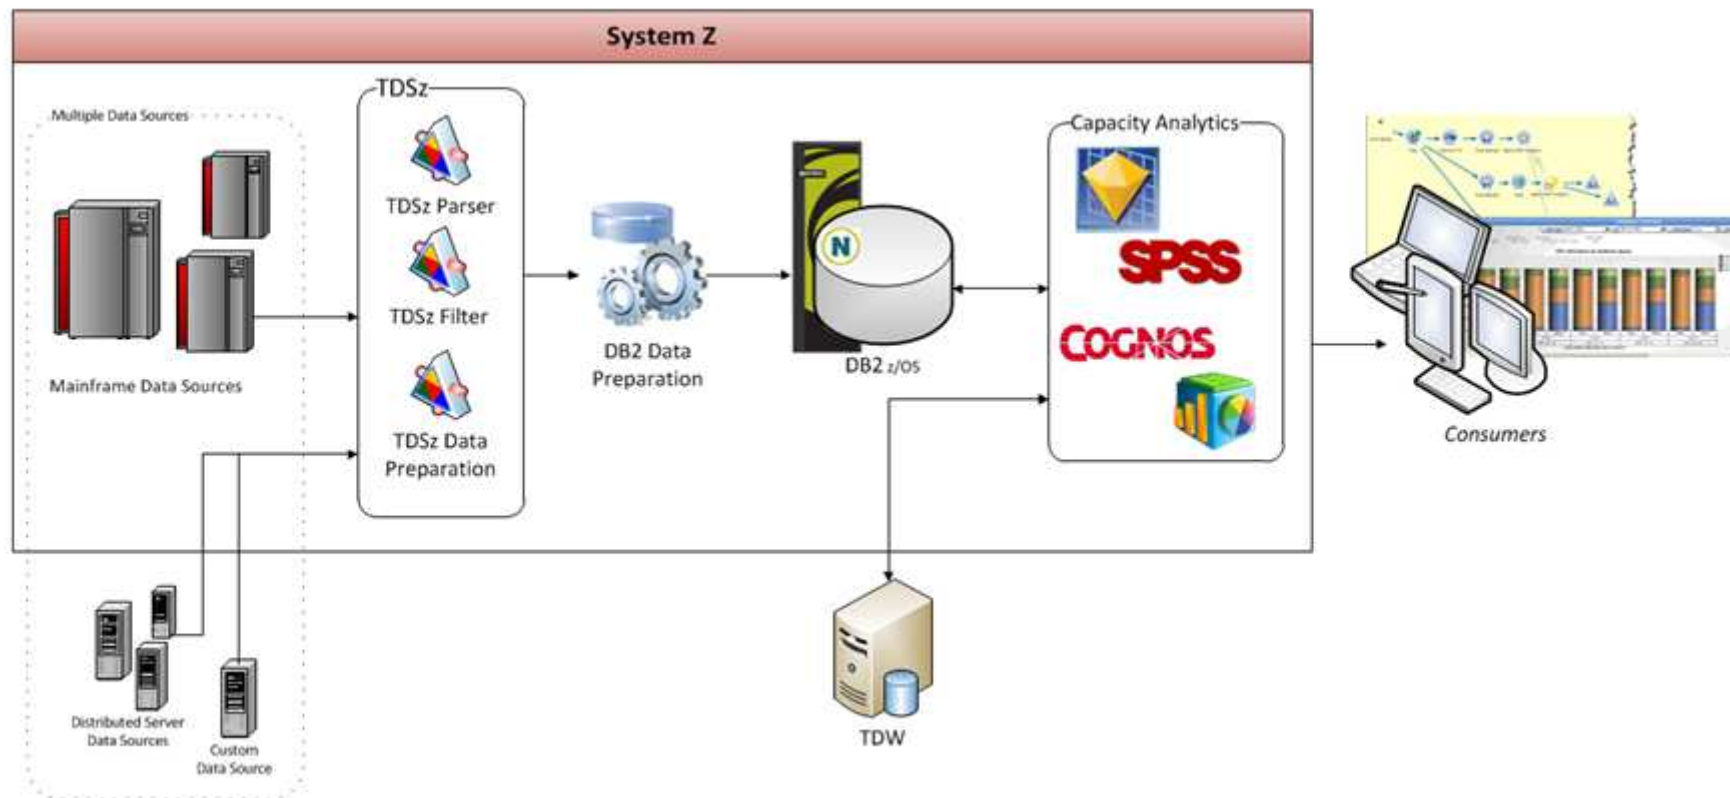 System Z
Multiple Data Sources
Mainframe Data Sources
TDSz
TDSz Parser
TDSz Filter
TDSz Data
Preparation
DB2 Data
Preparation
N
DB2 z/OS
Capacity Analytics
SPSS
COGNOS
Consumers
Distributed Server
Data Sources
Custom
Data Source
TDW